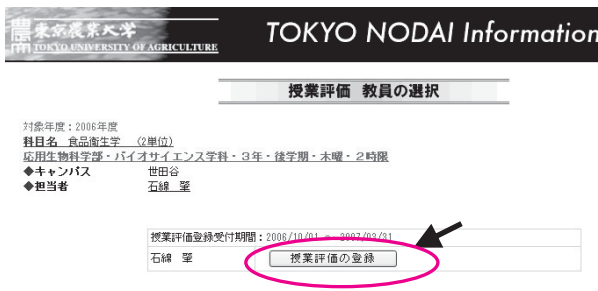 農 東京農業大学
TOKYO UNIVERSITY OF AGRICULTURE
TOKYO NODAI Information
授業評価 教員の選択
対象年度：2006年度
科目名 食品衛生学 (2単位)
応用生物科学部・バイオサイエンス学科・3年・後学期・木曜・2時限
◆キャンパス 世田谷
◆担当者 石綿 肇
授業評価登録受付期間：2006/10/01 ～ 2007/03/31
石綿 肇 授業評価の登録